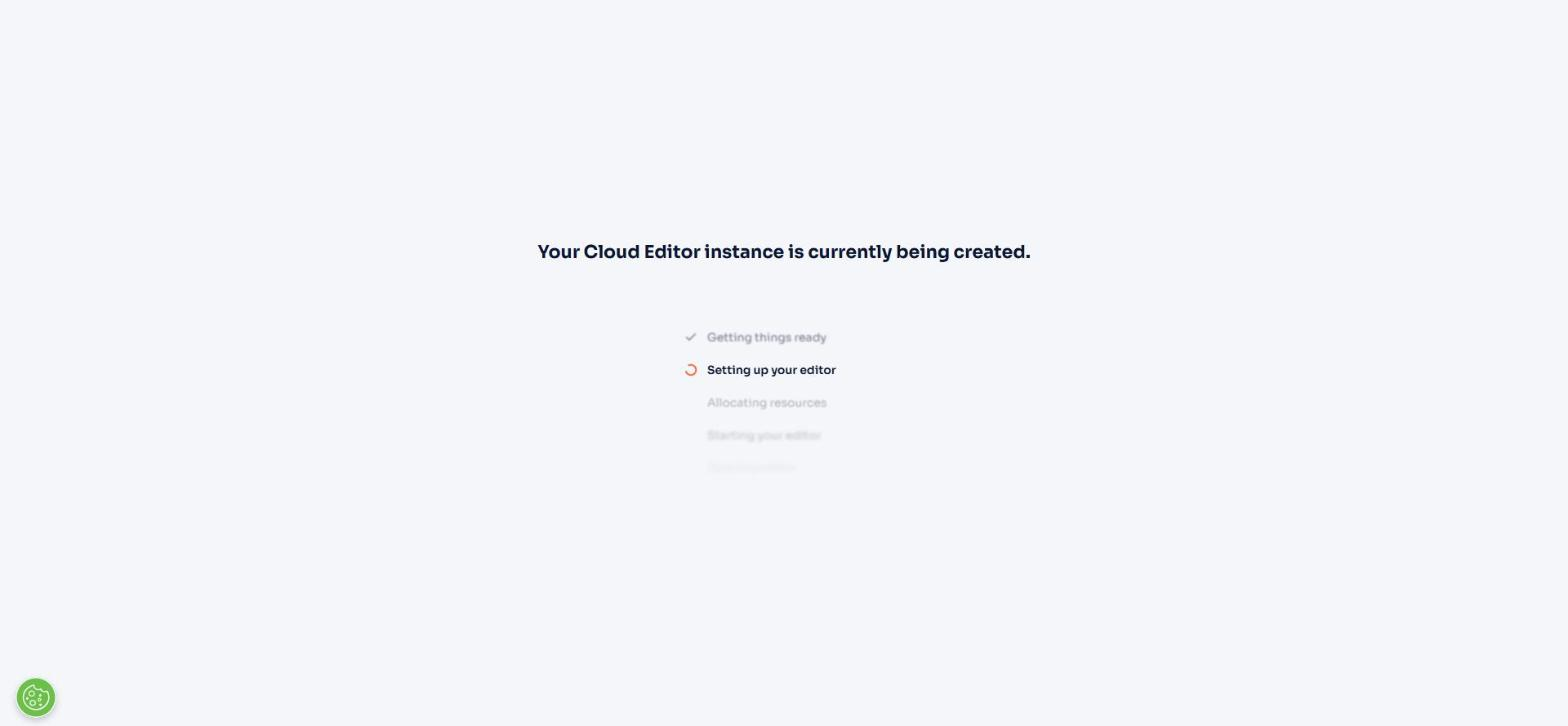 Your Cloud Editor instance is currently being created.
Getting things ready
Setting up your editor
Allocating resources
Starting your editor